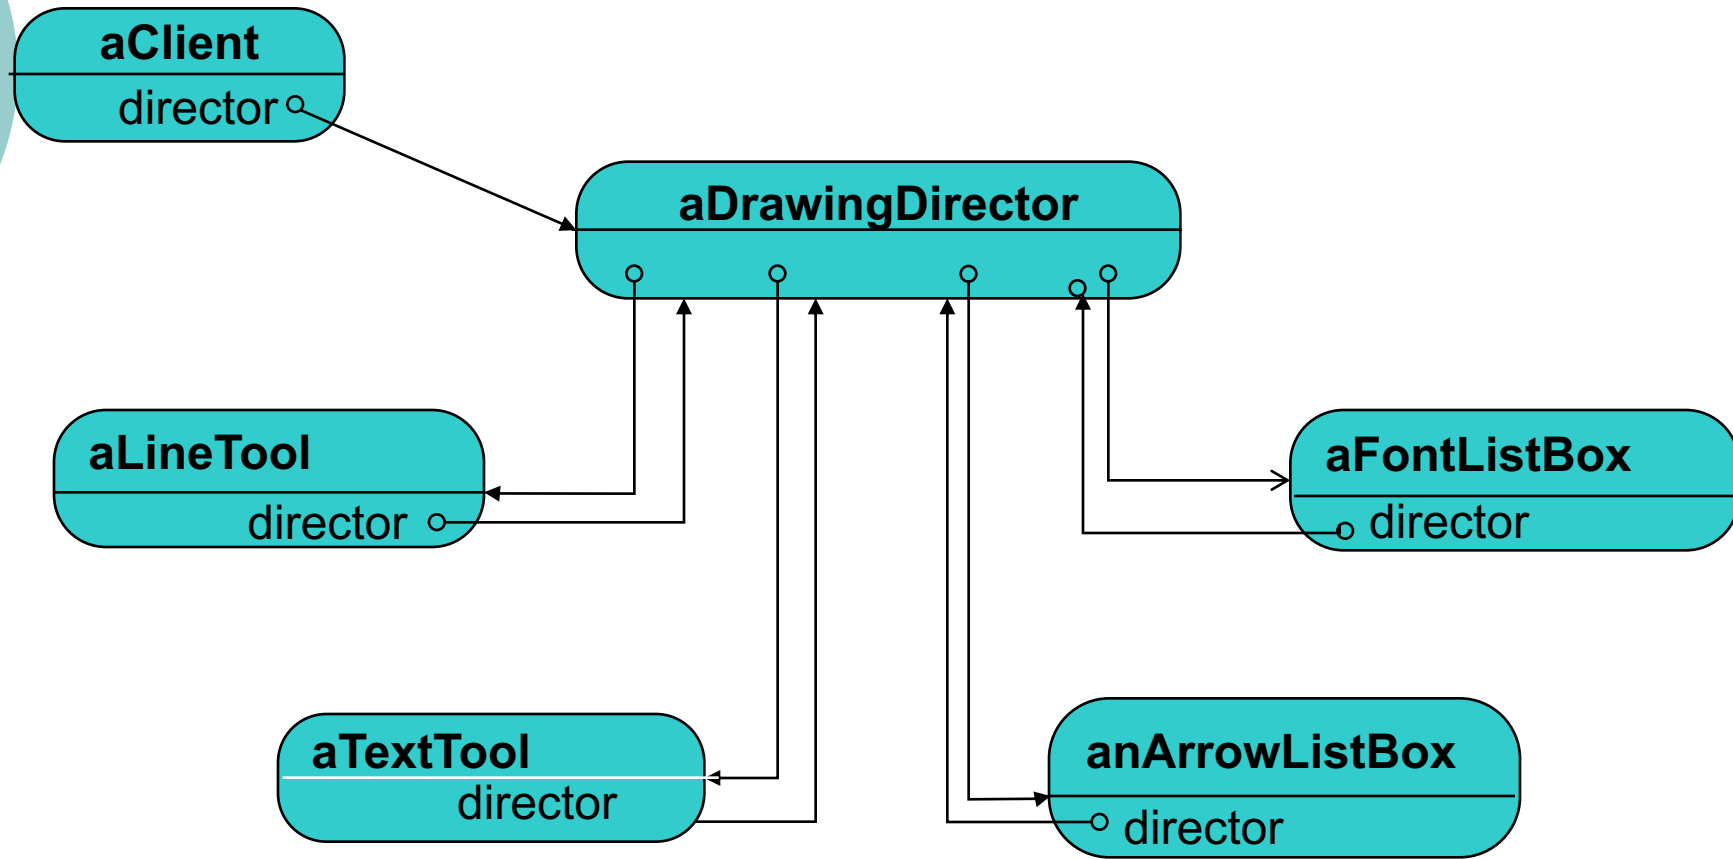 aClient
director
aDrawingDirector
aLineTool
director
aFontListBox
director
aTextTool
director
anArrowListBox
director